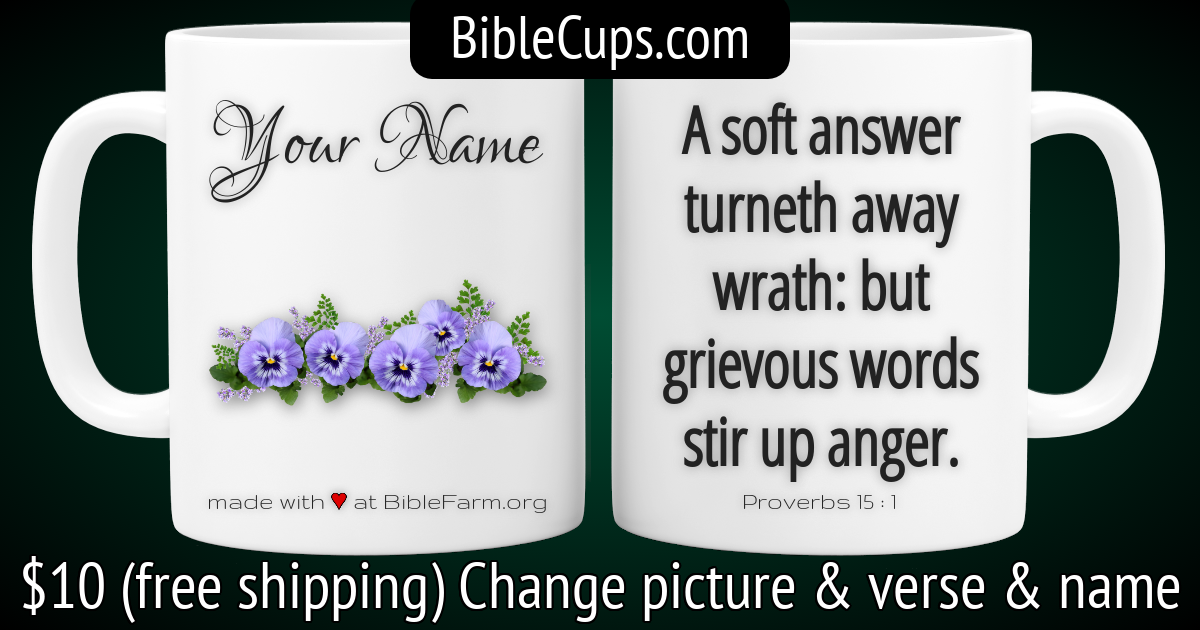 BibleCups.com
Your Name
made with ♥ at BibleFarm.org
A soft answer
turneth away
wrath: but
grievous words
stir up anger.
Proverbs 15 : 1
$10 (free shipping) Change picture & verse & name